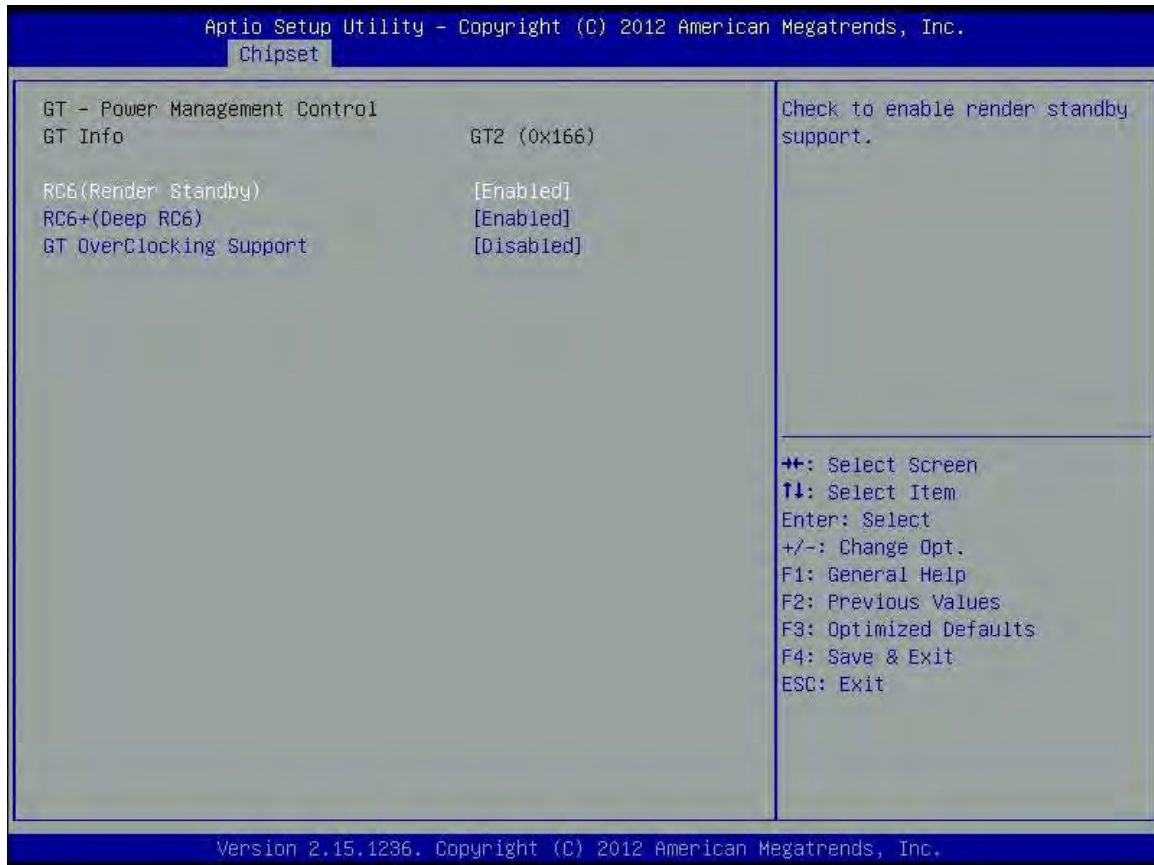 Aptio Setup Utility – Copyright (C) 2012 American Megatrends, Inc.
Chipset
GT – Power Management Control
GT Info GT2 (0x166)
RC6(Render Standby) [Enabled]
RC6+(Deep RC6) [Enabled]
GT OverClocking Support [Disabled]
Check to enable render standby
support.
→←: Select Screen
↑↓: Select Item
Enter: Select
+/-: Change Opt.
F1: General Help
F2: Previous Values
F3: Optimized Defaults
F4: Save & Exit
ESC: Exit
Version 2.15.1236. Copyright (C) 2012 American Megatrends, Inc.